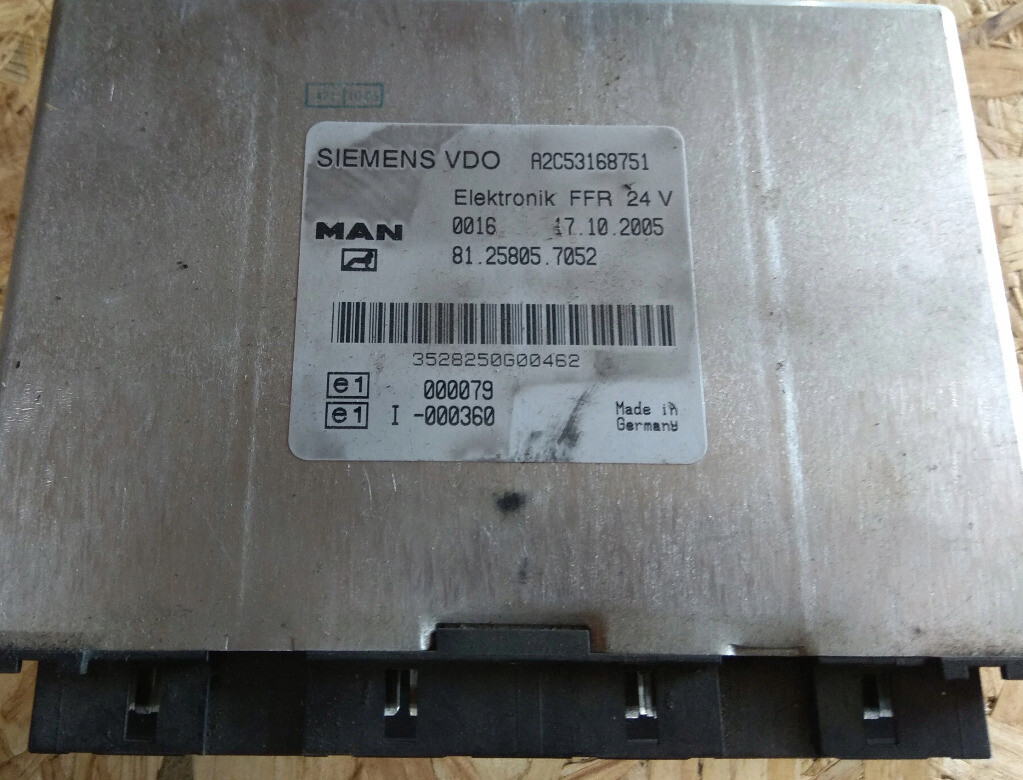 SIEMENS VDO A2C53168751
Elektronik FFR 24 V
MAN 0016 17.10.2005
81.25805.7052
3528250G00462
e1 000079
e1 I -000360
Made in
Germany